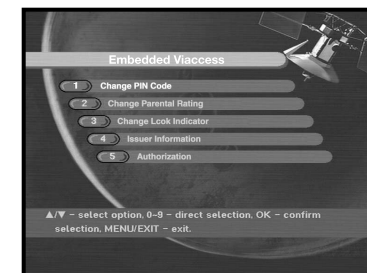 Embedded Viaccess
1 Change PIN Code
2 Change Parental Rating
3 Change Lcok Indicator
4 Issuer Information
5 Authorization
▲/▼ – select option, 0–9 – direct selection, OK – confirm
selection, MENU/EXIT – exit.